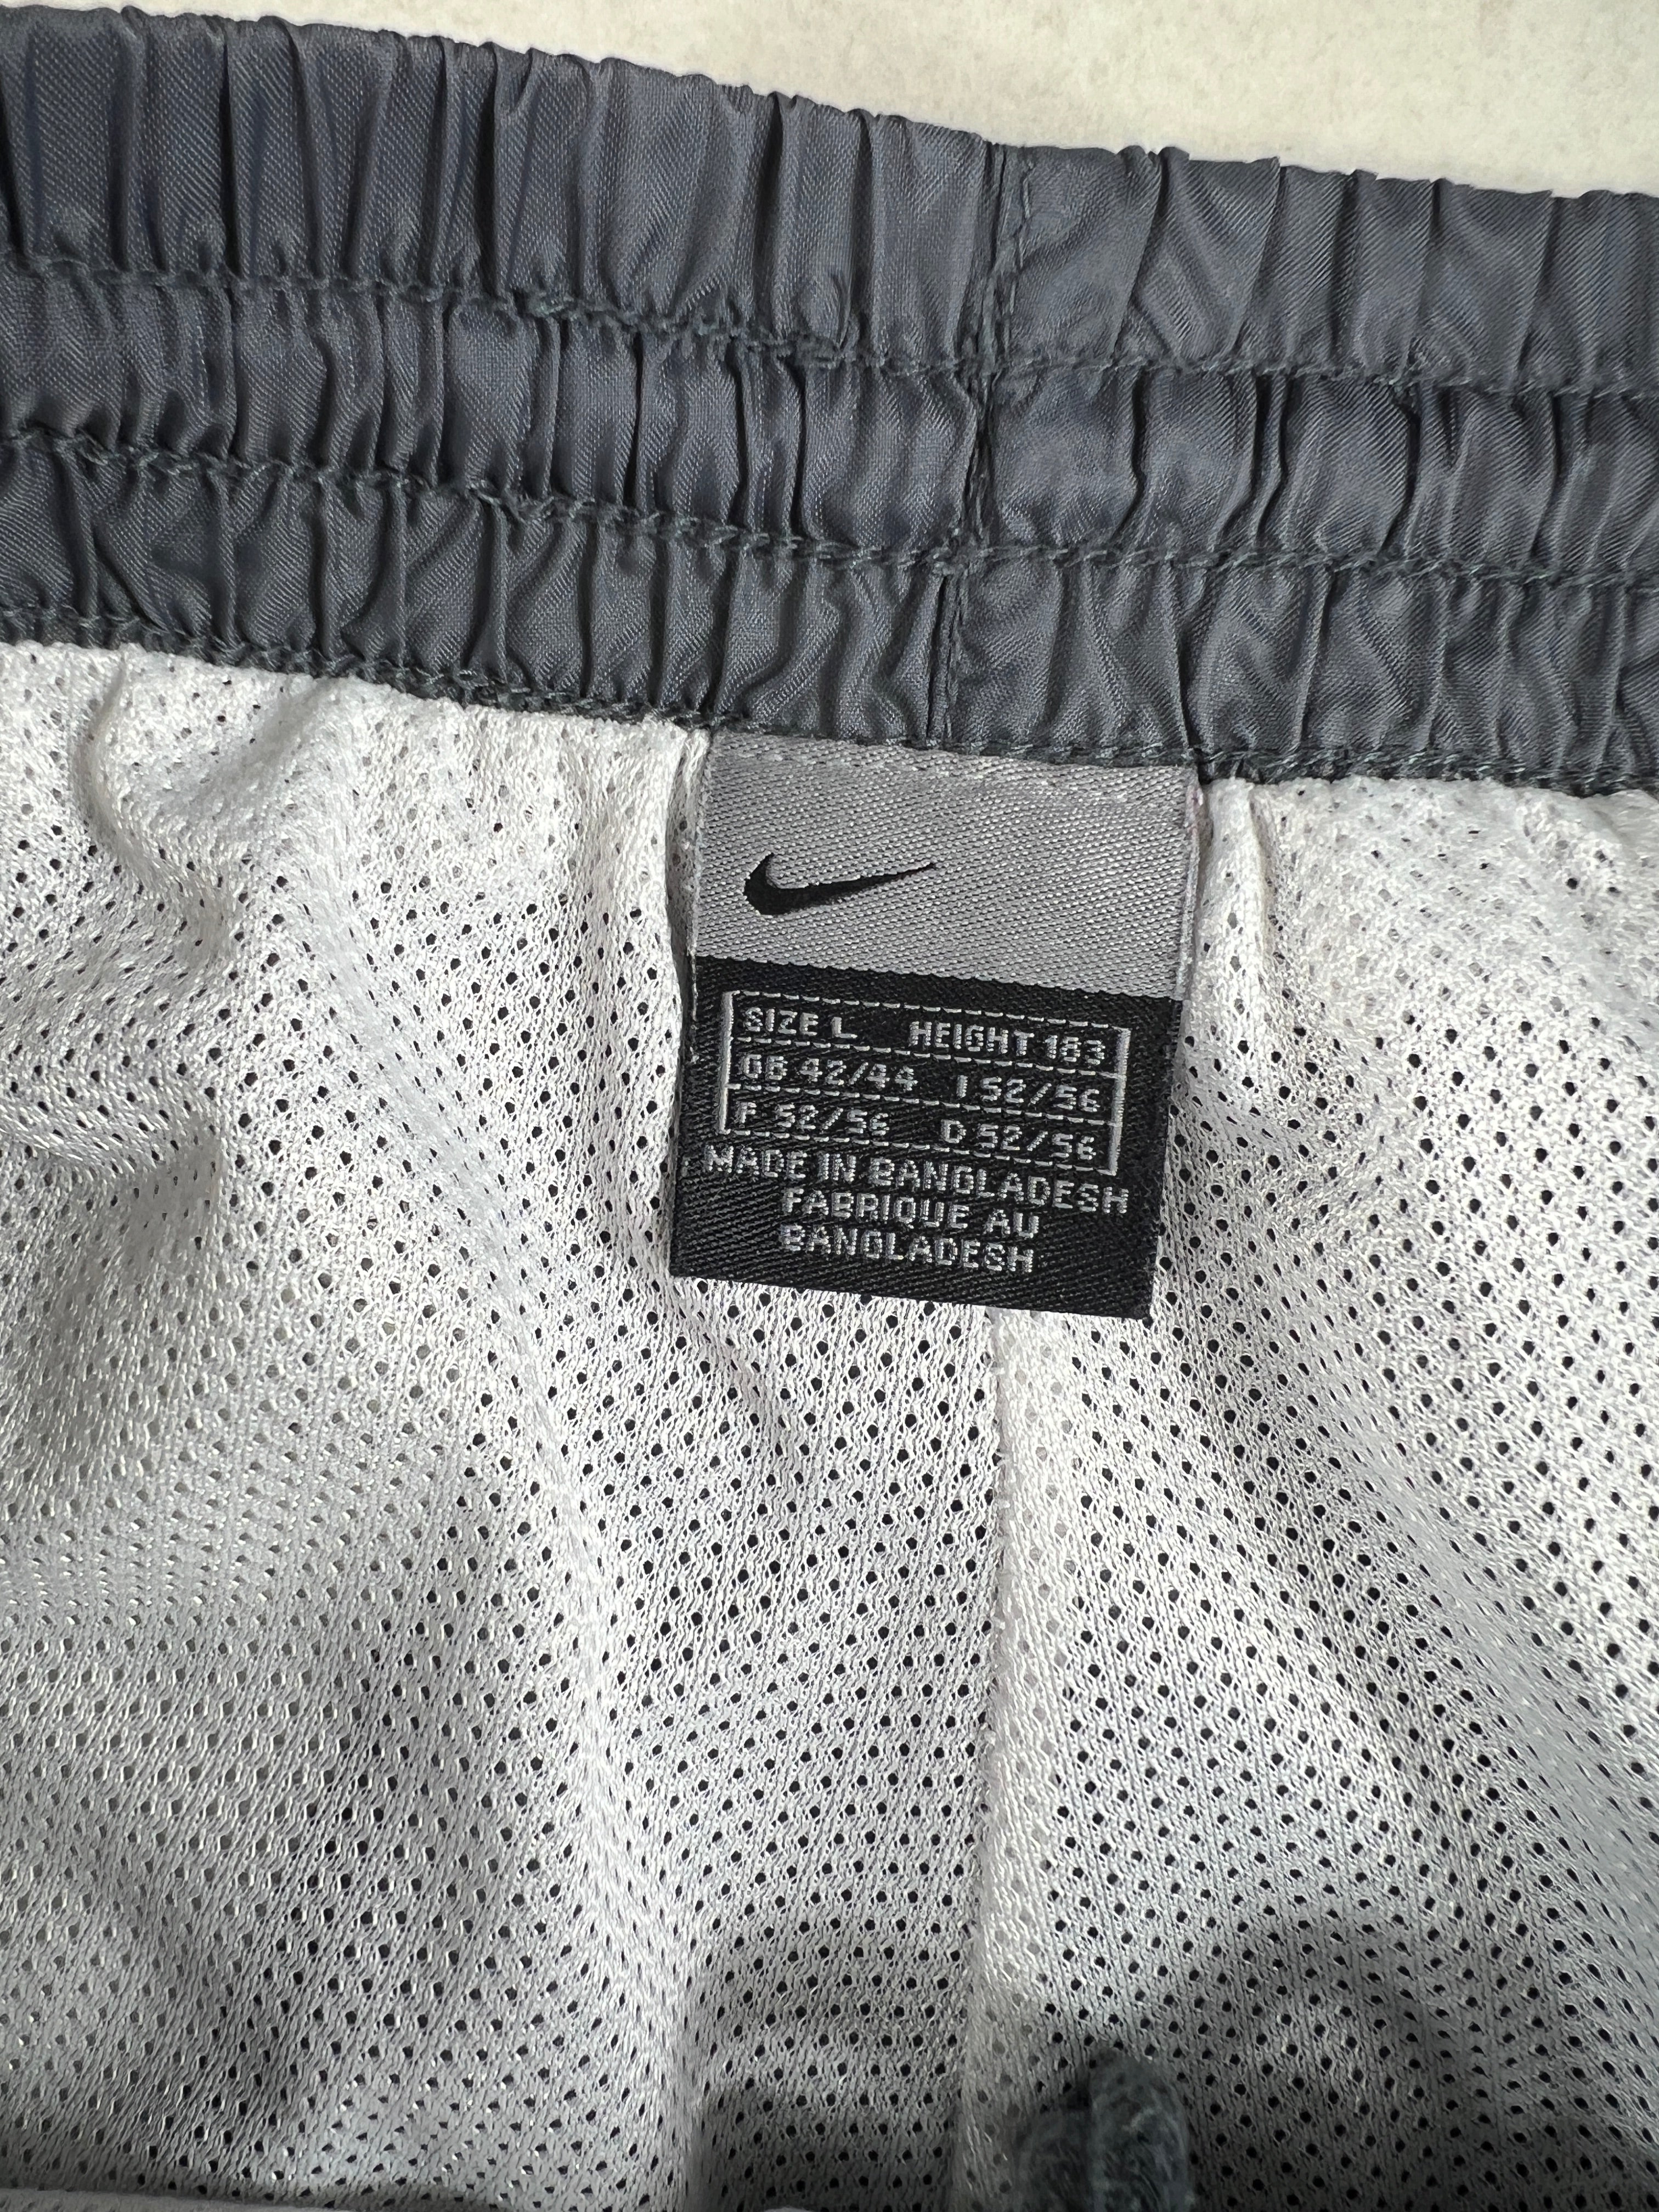 SIZE L HEIGHT 183
GB 42/44 I 52/56
F 52/56 D 52/56
MADE IN BANGLADESH
FABRIQUE AU
BANGLADESH